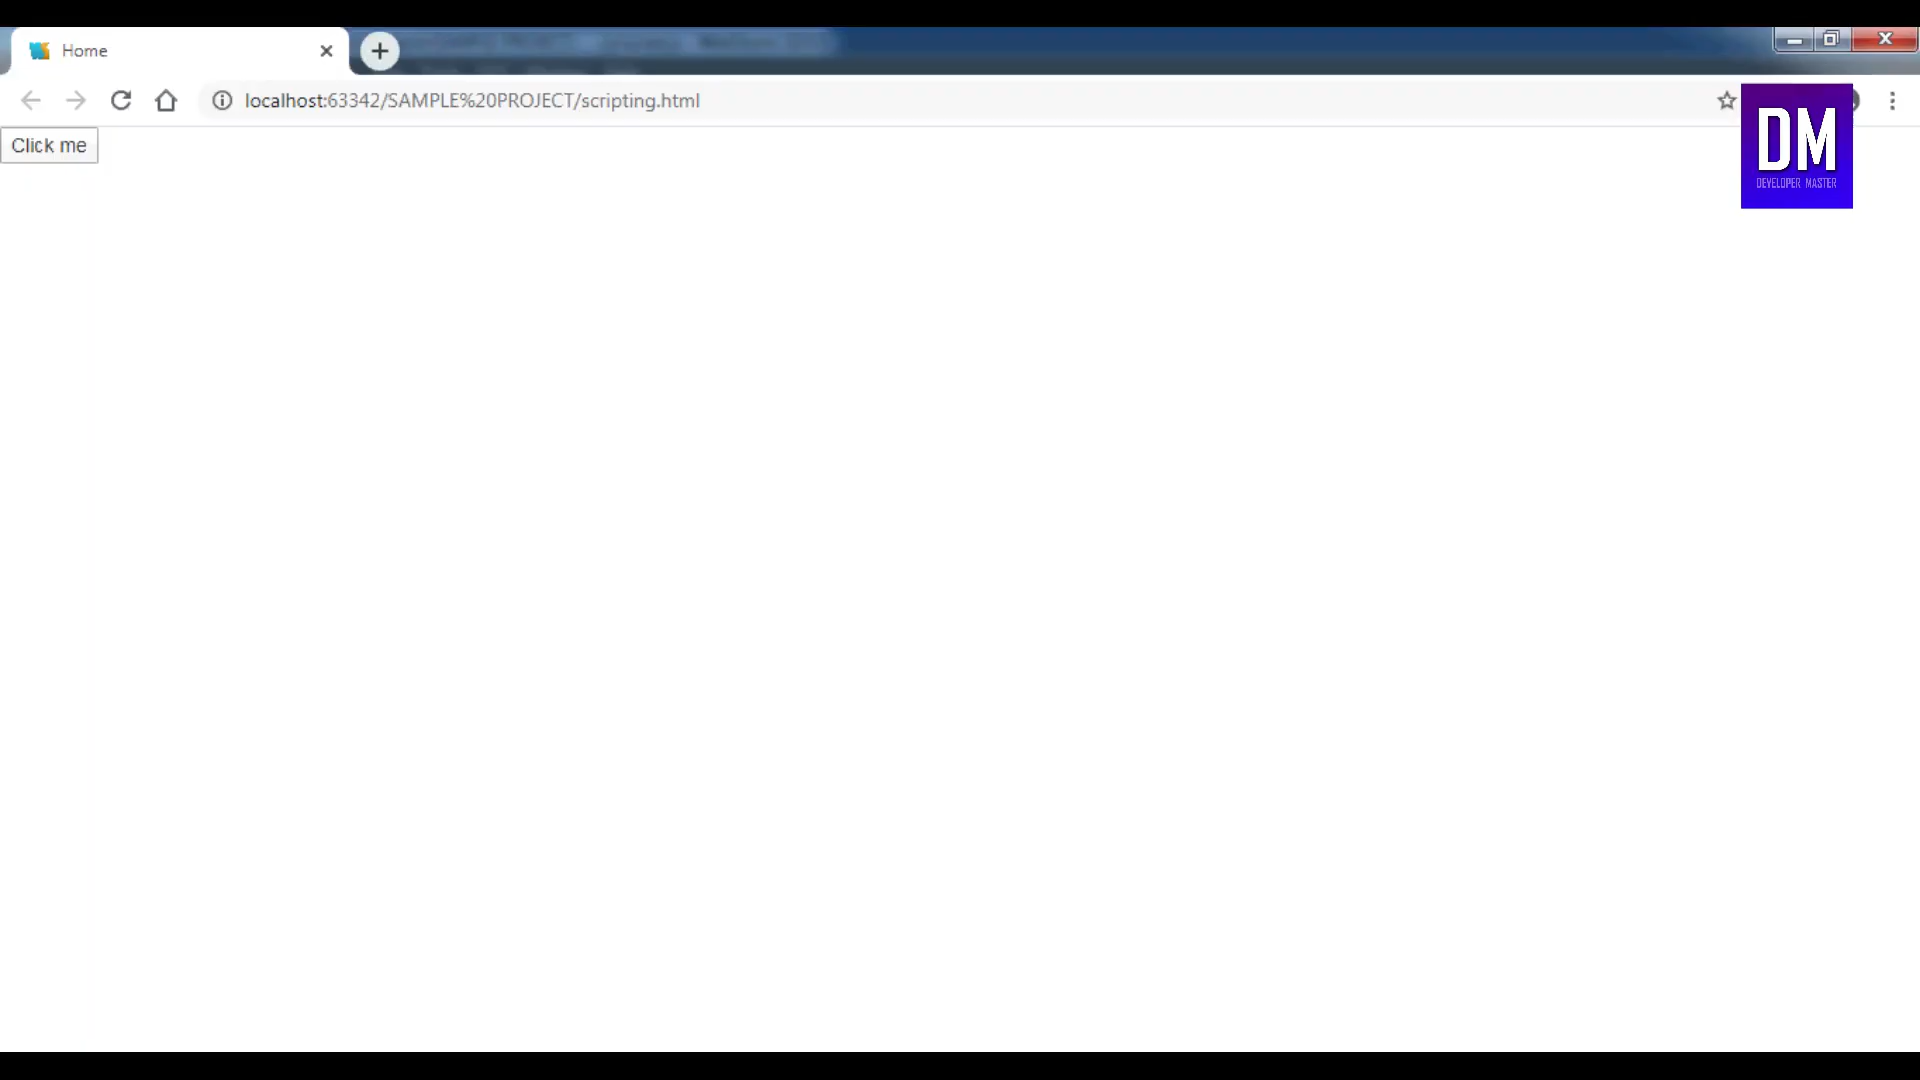 Home
localhost:63342/SAMPLE%20PROJECT/scripting.html
Click me
DM
DEVELOPER MASTER